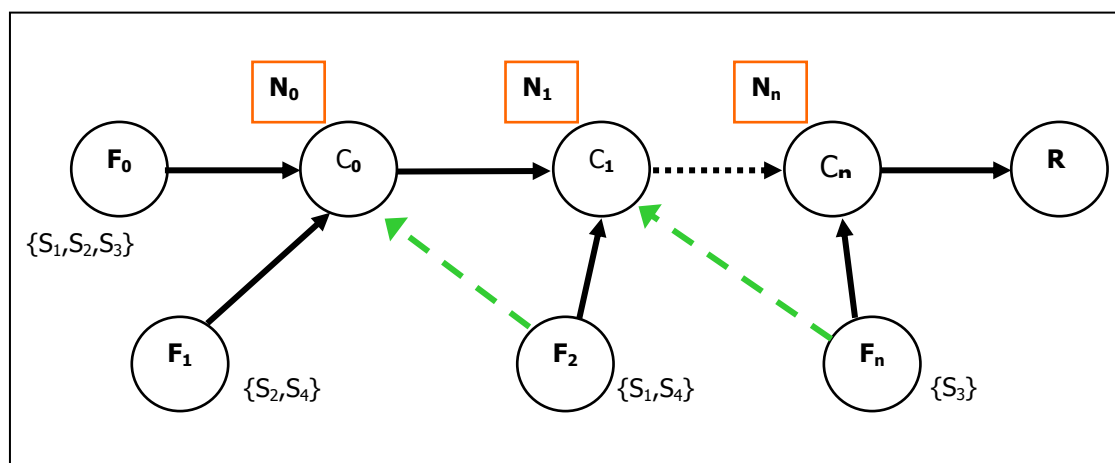 N₀ N₁ Nₙ
F₀ C₀ C₁ Cₙ R
{S₁,S₂,S₃}
F₁ F₂ Fₙ
{S₂,S₄} {S₁,S₄} {S₃}